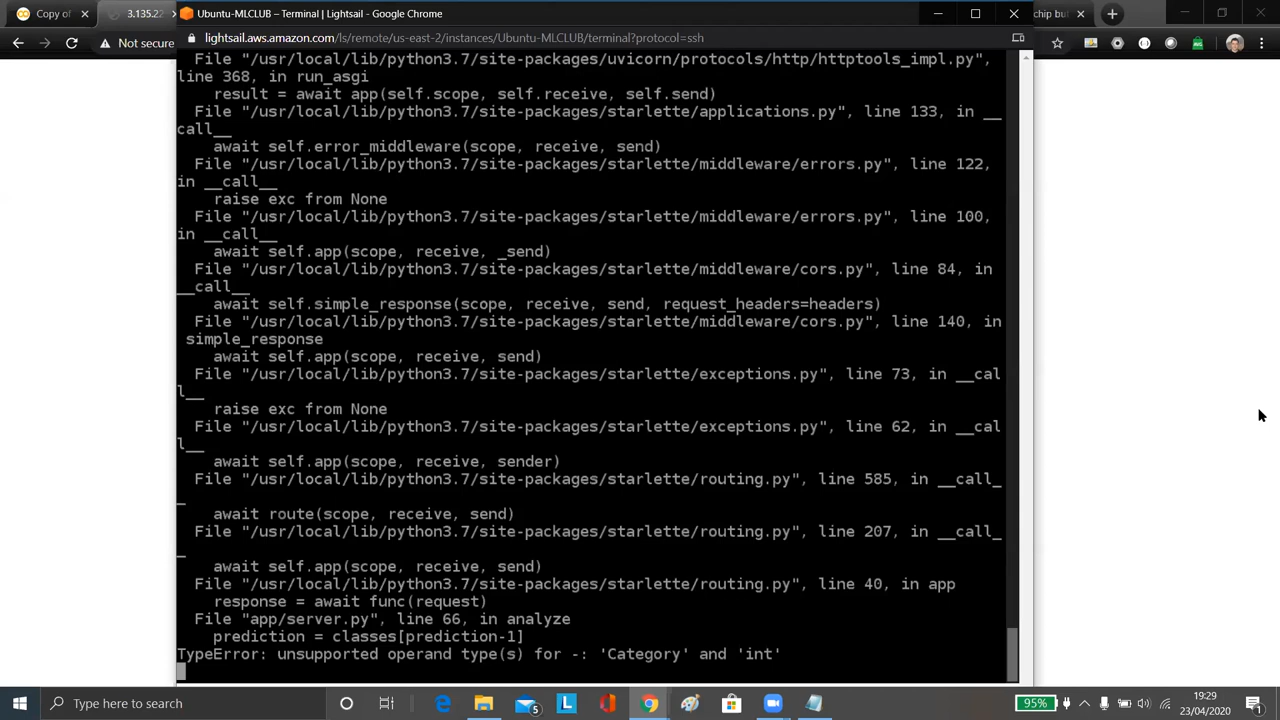 Copy of
3.135.22
Ubuntu-MLCLUB – Terminal | Lightsail - Google Chrome
chip but
Not secure
lightsail.aws.amazon.com/ls/remote/us-east-2/instances/Ubuntu-MLCLUB/terminal?protocol=ssh
File "/usr/local/lib/python3.7/site-packages/uvicorn/protocols/http/httptools_impl.py",
line 368, in run_asgi
result = await app(self.scope, self.receive, self.send)
File "/usr/local/lib/python3.7/site-packages/starlette/applications.py", line 133, in __
call__
await self.error_middleware(scope, receive, send)
File "/usr/local/lib/python3.7/site-packages/starlette/middleware/errors.py", line 122,
in __call__
raise exc from None
File "/usr/local/lib/python3.7/site-packages/starlette/middleware/errors.py", line 100,
in __call__
await self.app(scope, receive, _send)
File "/usr/local/lib/python3.7/site-packages/starlette/middleware/cors.py", line 84, in
__call__
await self.simple_response(scope, receive, send, request_headers=headers)
File "/usr/local/lib/python3.7/site-packages/starlette/middleware/cors.py", line 140, in
simple_response
await self.app(scope, receive, send)
File "/usr/local/lib/python3.7/site-packages/starlette/exceptions.py", line 73, in __cal
l__
raise exc from None
File "/usr/local/lib/python3.7/site-packages/starlette/exceptions.py", line 62, in __cal
l__
await self.app(scope, receive, sender)
File "/usr/local/lib/python3.7/site-packages/starlette/routing.py", line 585, in __call_
_
await route(scope, receive, send)
File "/usr/local/lib/python3.7/site-packages/starlette/routing.py", line 207, in __call_
_
await self.app(scope, receive, send)
File "/usr/local/lib/python3.7/site-packages/starlette/routing.py", line 40, in app
response = await func(request)
File "app/server.py", line 66, in analyze
prediction = classes[prediction-1]
TypeError: unsupported operand type(s) for -: 'Category' and 'int'
Type here to search
5
L
95%
19:29
23/04/2020
1